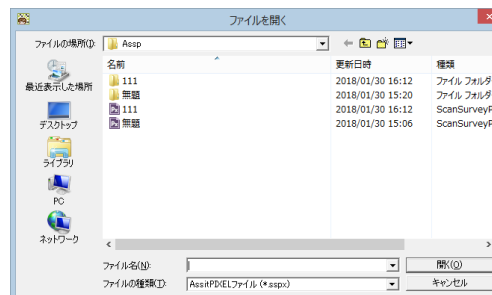 ファイルを開く
ファイルの場所(I):
Assp
最近表示した場所
デスクトップ
ライブラリ
PC
ネットワーク
名前
更新日時
種類
111
2018/01/30 16:12
ファイル フォルダ
無題
2018/01/30 15:20
ファイル フォルダ
111
2018/01/30 16:12
ScanSurveyP
無題
2018/01/30 15:06
ScanSurveyP
ファイル名(N):
開く(O)
ファイルの種類(T):
AssitPIXELファイル (*.sspx)
キャンセル